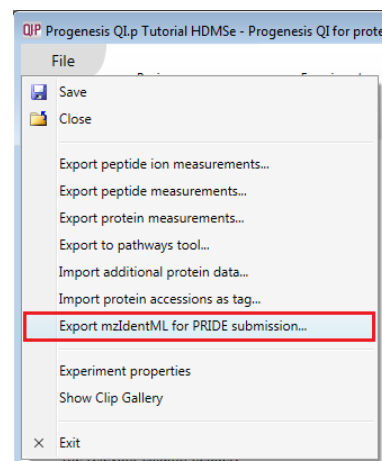 QIP Progenesis QI.p Tutorial HDMSe - Progenesis QI for prote
File
Save
Close
Export peptide ion measurements...
Export peptide measurements...
Export protein measurements...
Export to pathways tool...
Import additional protein data...
Import protein accessions as tag...
Export mzIdentML for PRIDE submission...
Experiment properties
Show Clip Gallery
Exit